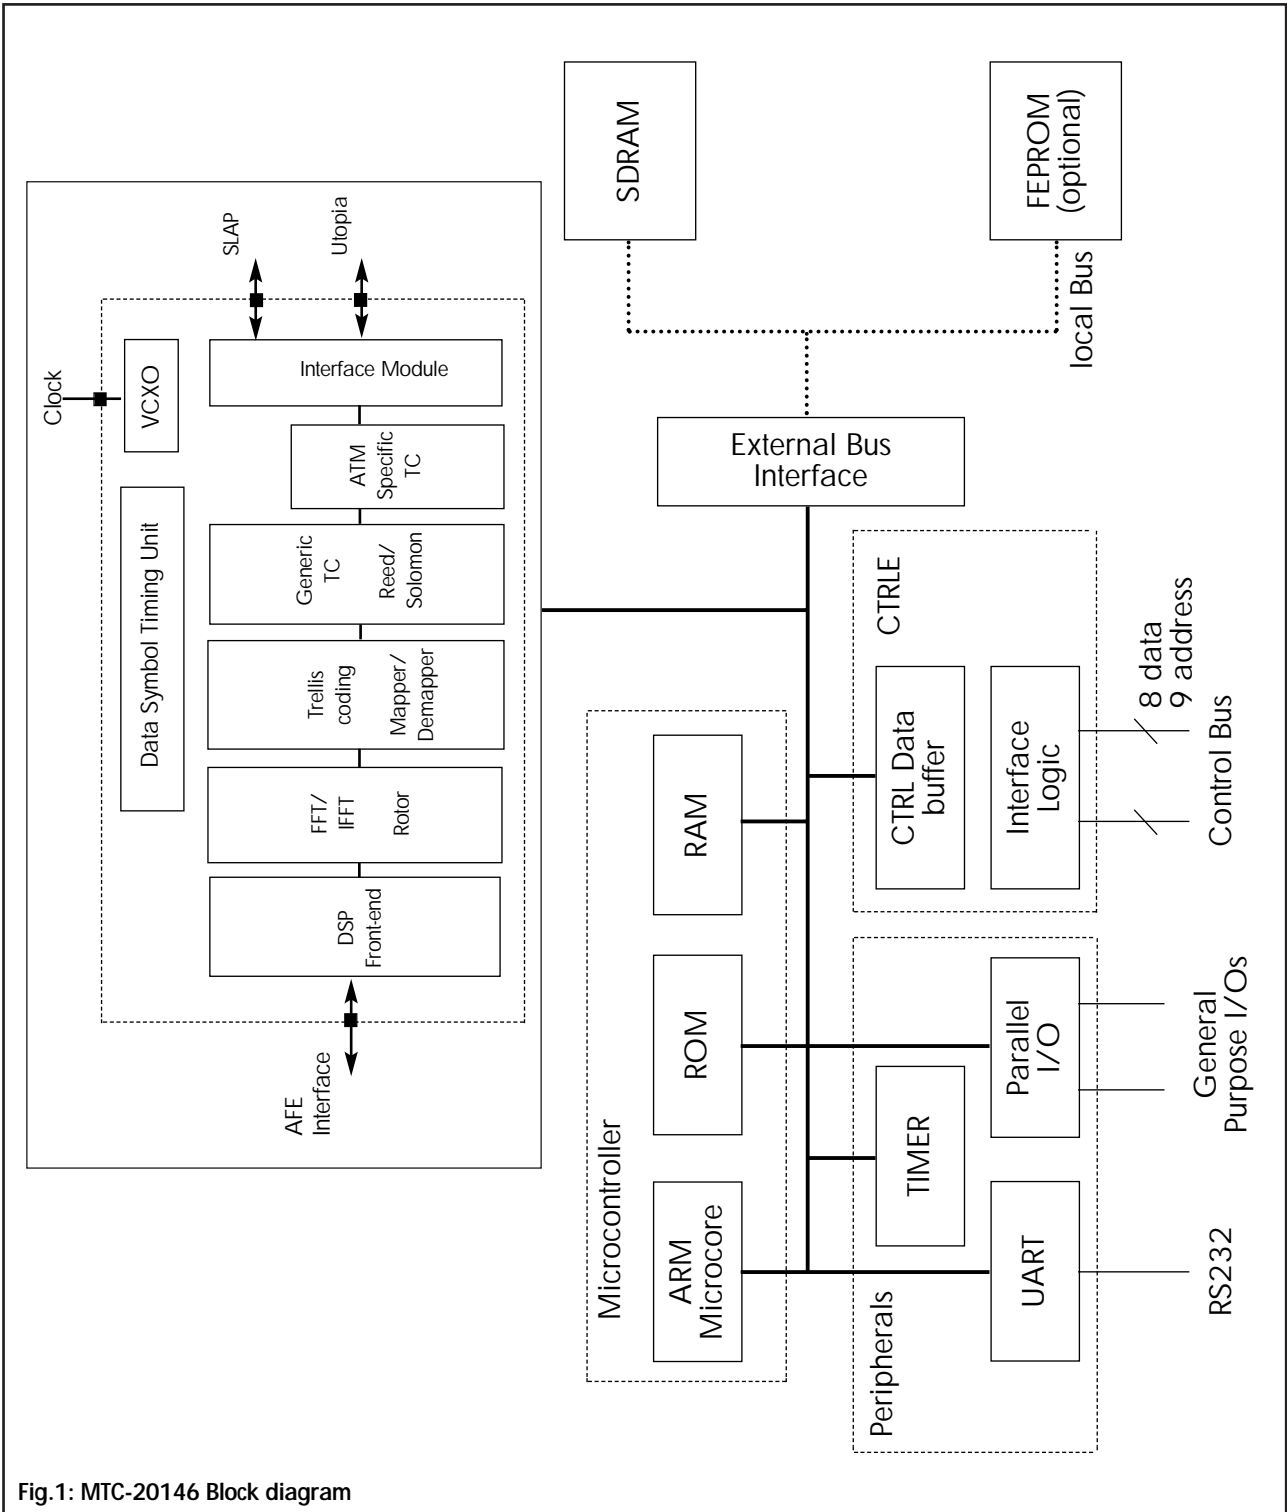 Clock
SLAP
Utopia
VCXO
Data Symbol Timing Unit
AFE
Interface
DSP
Front-end
FFT/
IFFT
Rotor
Trellis
coding
Mapper/
Demapper
Generic
TC
Reed/
Solomon
ATM
Specific
TC
Interface Module
SDRAM
FEPROM
(optional)
local Bus
External Bus
Interface
Microcontroller
ARM
Microcore
ROM
RAM
Peripherals
UART
TIMER
Parallel
I/O
CTRLE
CTRL Data
buffer
Interface
Logic
RS232
General
Purpose I/Os
8 data
9 address
Control Bus
Fig.1: MTC-20146 Block diagram